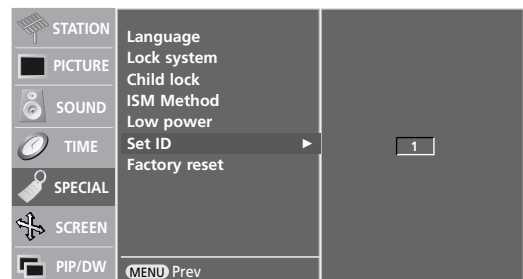 STATION
PICTURE
SOUND
TIME
SPECIAL
SCREEN
PIP/DW
Language
Lock system
Child lock
ISM Method
Low power
Set ID ►
Factory reset
MENU Prev
1